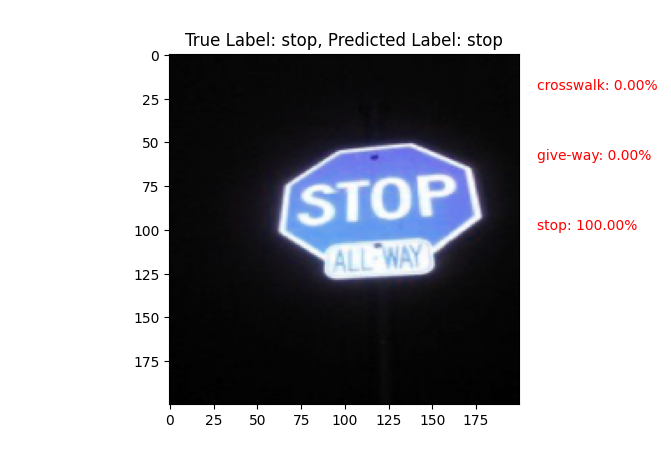 True Label: stop, Predicted Label: stop
0
25
50
75
100
125
150
175
0
25
50
75
100
125
150
175
STOP
ALL-WAY
crosswalk: 0.00%
give-way: 0.00%
stop: 100.00%